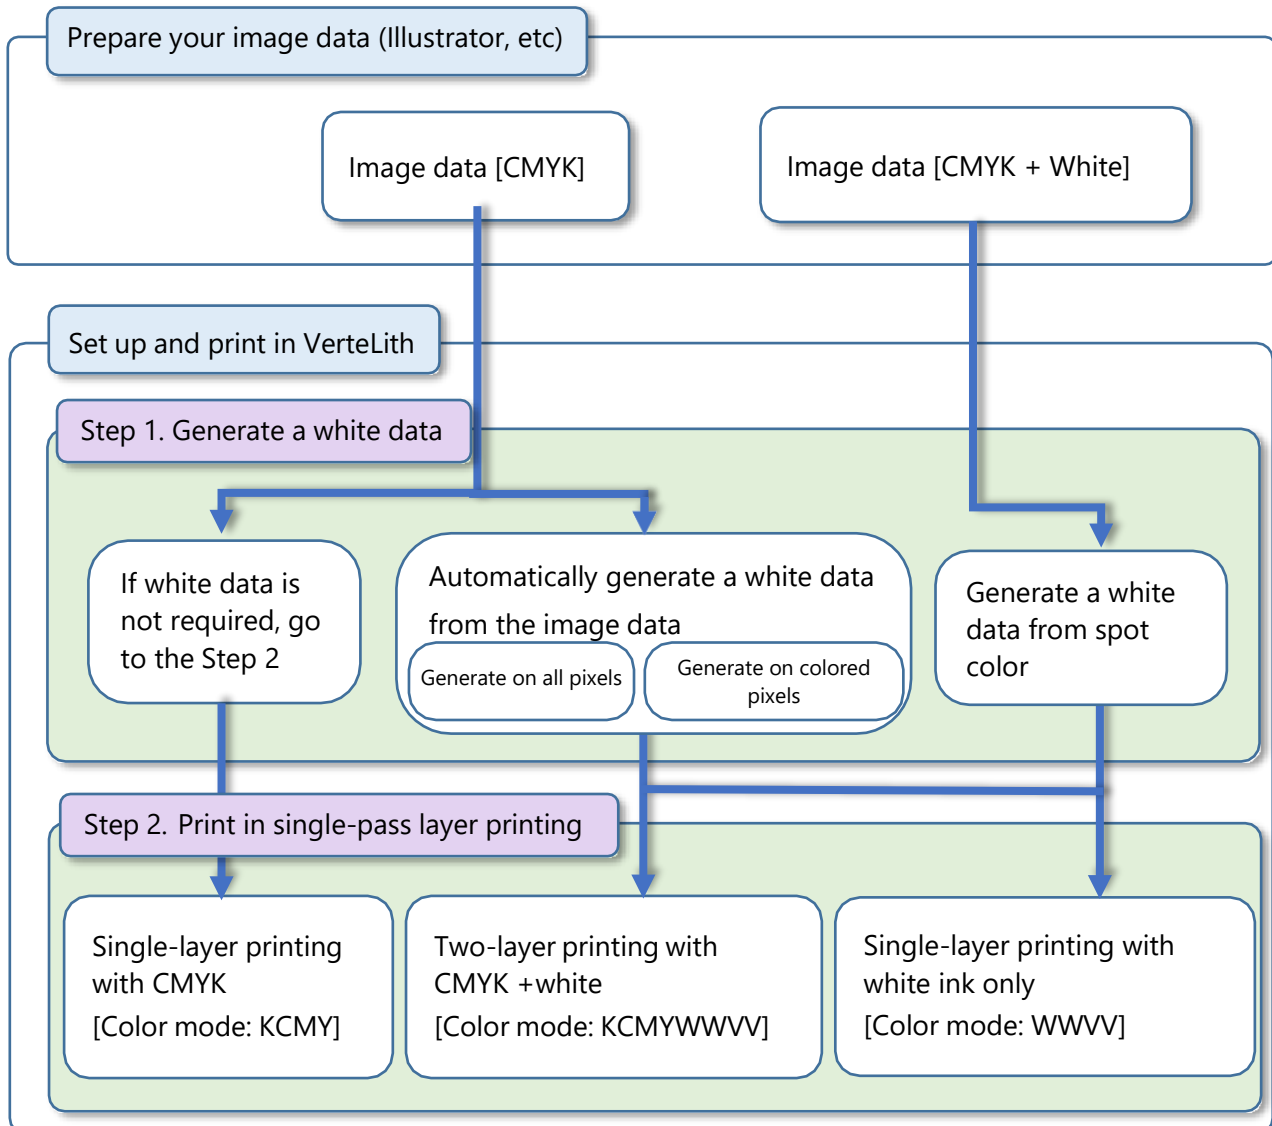 Prepare your image data (Illustrator, etc)
Image data [CMYK]
Image data [CMYK + White]
Set up and print in VerteLith
Step 1. Generate a white data
If white data is
not required, go
to the Step 2
Automatically generate a white data
from the image data
Generate on all pixels
Generate on colored
pixels
Generate a white
data from spot
color
Step 2. Print in single-pass layer printing
Single-layer printing
with CMYK
[Color mode: KCMY]
Two-layer printing with
CMYK +white
[Color mode: KCMYWWVV]
Single-layer printing with
white ink only
[Color mode: WWVV]